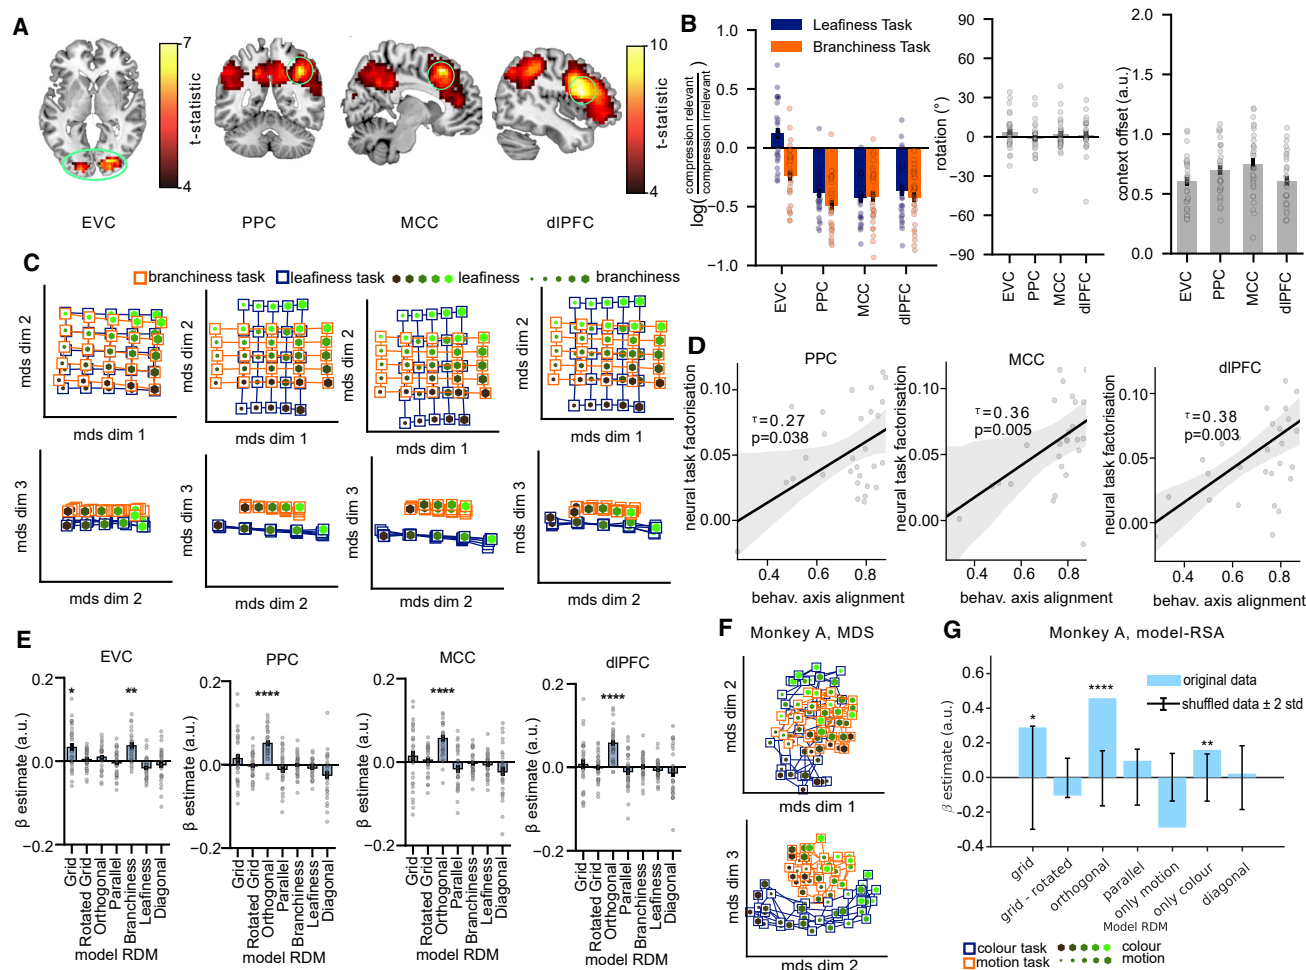 A
7
t-statistic
4
10
t-statistic
4
EVC
PPC
MCC
dlPFC
B
Leafiness Task
Branchiness Task
log(compression relevant / compression irrelevant)
1.0
0.5
0.0
−0.5
−1.0
EVC
PPC
MCC
dlPFC
rotation (°)
90
60
30
0
−30
−60
−90
EVC
PPC
MCC
dlPFC
context offset (a.u.)
2.0
1.5
1.0
0.5
0.0
EVC
PPC
MCC
dlPFC
C
branchiness task
leafiness task
leafiness
branchiness
mds dim 2
mds dim 1
mds dim 2
mds dim 1
mds dim 2
mds dim 1
mds dim 2
mds dim 1
mds dim 3
mds dim 2
mds dim 3
mds dim 2
mds dim 3
mds dim 2
mds dim 3
mds dim 2
D
PPC
neural task factorisation
0.10
0.05
0.00
τ=0.27
p=0.038
0.4 0.6 0.8
behav. axis alignment
MCC
neural task factorisation
0.10
0.05
0.00
τ=0.36
p=0.005
0.4 0.6 0.8
behav. axis alignment
dlPFC
neural task factorisation
0.10
0.05
0.00
τ=0.38
p=0.003
0.4 0.6 0.8
behav. axis alignment
E
EVC
β estimate (a.u.)
0.2
0.0
−0.2
*
**
Grid
Rotated Grid
Orthogonal
Parallel
Branchiness
Leafiness
Diagonal
model RDM
PPC
β estimate (a.u.)
0.2
0.0
−0.2
****
Grid
Rotated Grid
Orthogonal
Parallel
Branchiness
Leafiness
Diagonal
model RDM
MCC
β estimate (a.u.)
0.2
0.0
−0.2
****
Grid
Rotated Grid
Orthogonal
Parallel
Branchiness
Leafiness
Diagonal
model RDM
dlPFC
β estimate (a.u.)
0.2
0.0
−0.2
****
Grid
Rotated Grid
Orthogonal
Parallel
Branchiness
Leafiness
Diagonal
model RDM
F
Monkey A, MDS
mds dim 2
mds dim 1
mds dim 3
mds dim 2
G
Monkey A, model-RSA
original data
shuffled data ± 2 std
β estimate (a.u.)
0.6
0.4
0.2
0.0
-0.2
-0.4
*
****
**
grid
grid - rotated
orthogonal
parallel
only motion
only colour
diagonal
Model RDM
colour task
motion task
colour
motion